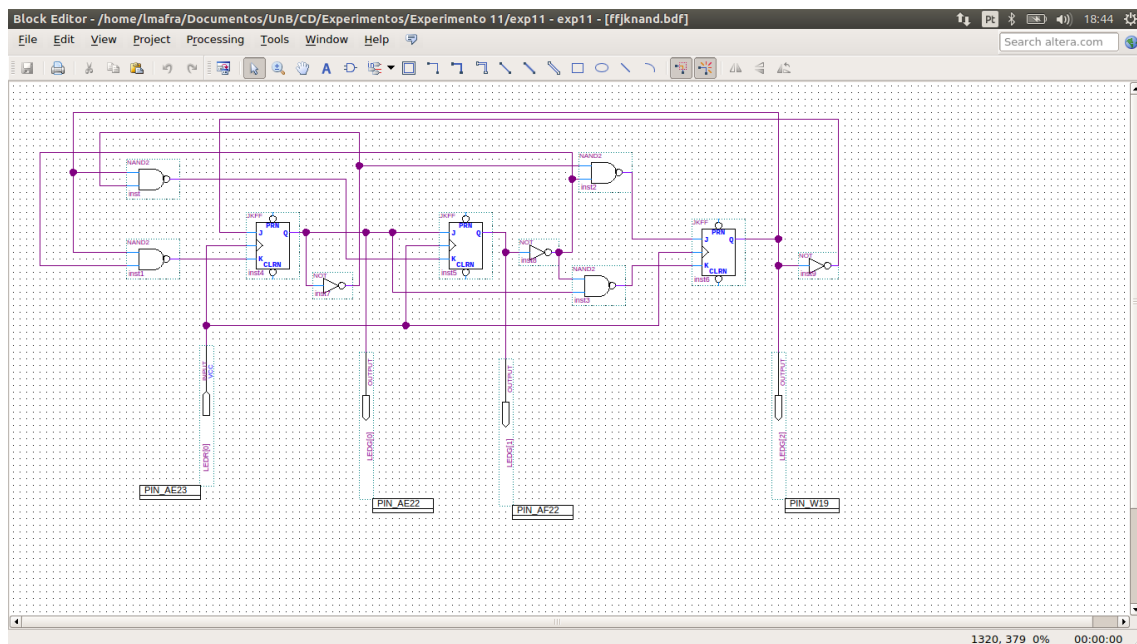 Block Editor - /home/lmafra/Documentos/UnB/CD/Experimentos/Experimento 11/exp11 - exp11 - [ffjknand.bdf]
Pt
18:44
File Edit View Project Processing Tools Window Help
Search altera.com
A
NAND2
inst
NAND2
inst2
JKFF
PRN
J Q
K
CLRN
inst4
JKFF
PRN
J Q
K
CLRN
inst5
JKFF
PRN
J Q
K
CLRN
inst6
NAND2
inst1
NOT
inst8
NOT
inst9
NOT
inst7
NAND2
inst3
INPUT
VCC
OUTPUT
OUTPUT
OUTPUT
LEDR[0]
LEDG[0]
LEDG[1]
LEDG[2]
PIN_AE23
PIN_AE22
PIN_AF22
PIN_W19
1320, 379 0% 00:00:00